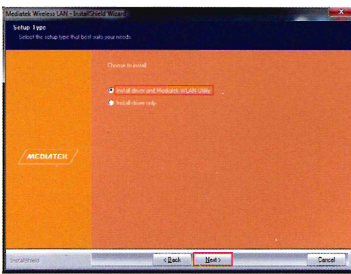 Mediatek Wireless LAN - InstallShield Wizard
Setup Type
Select the setup type that best suits your needs.
Choose to install
Install driver and Mediatek WLAN Utility
Install driver only
MEDIATEK
InstallShield
< Back
Next >
Cancel